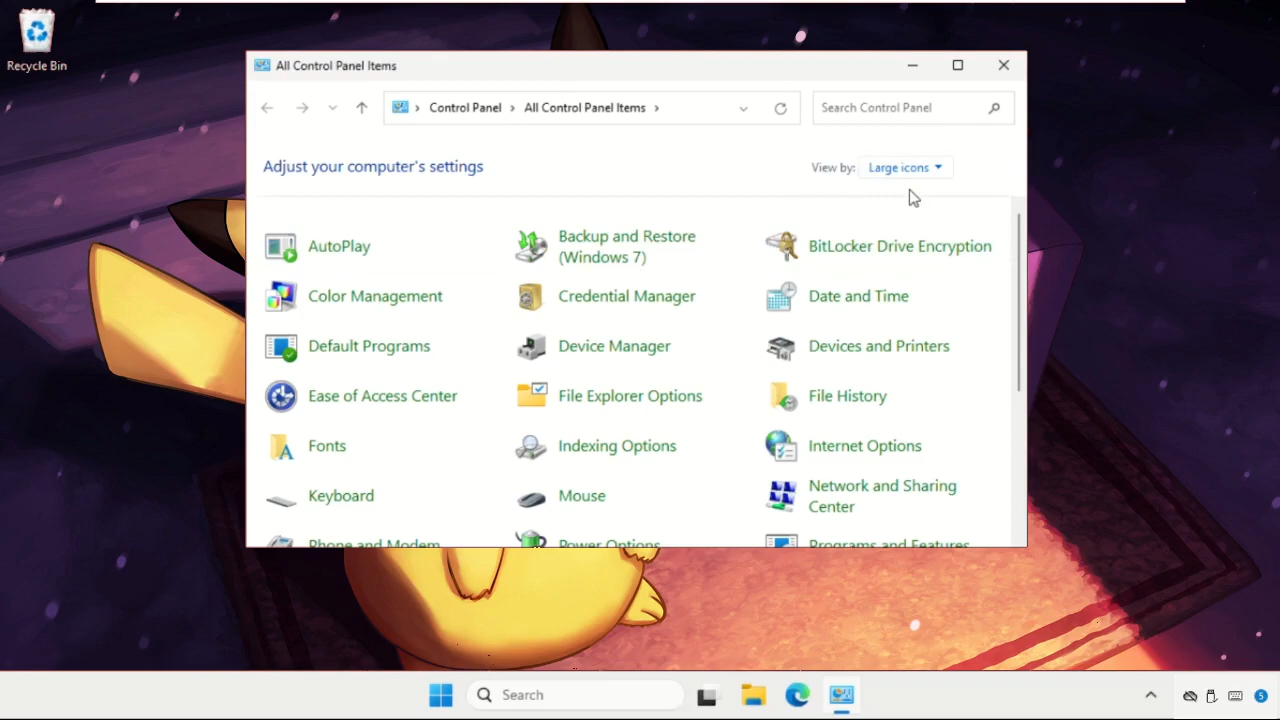 Recycle Bin
All Control Panel Items
Control Panel > All Control Panel Items >
Search Control Panel
Adjust your computer's settings
View by: Large icons
AutoPlay
Backup and Restore
(Windows 7)
BitLocker Drive Encryption
Color Management
Credential Manager
Date and Time
Default Programs
Device Manager
Devices and Printers
Ease of Access Center
File Explorer Options
File History
Fonts
Indexing Options
Internet Options
Keyboard
Mouse
Network and Sharing
Center
Phone and Modem
Power Options
Programs and Features
Search
5